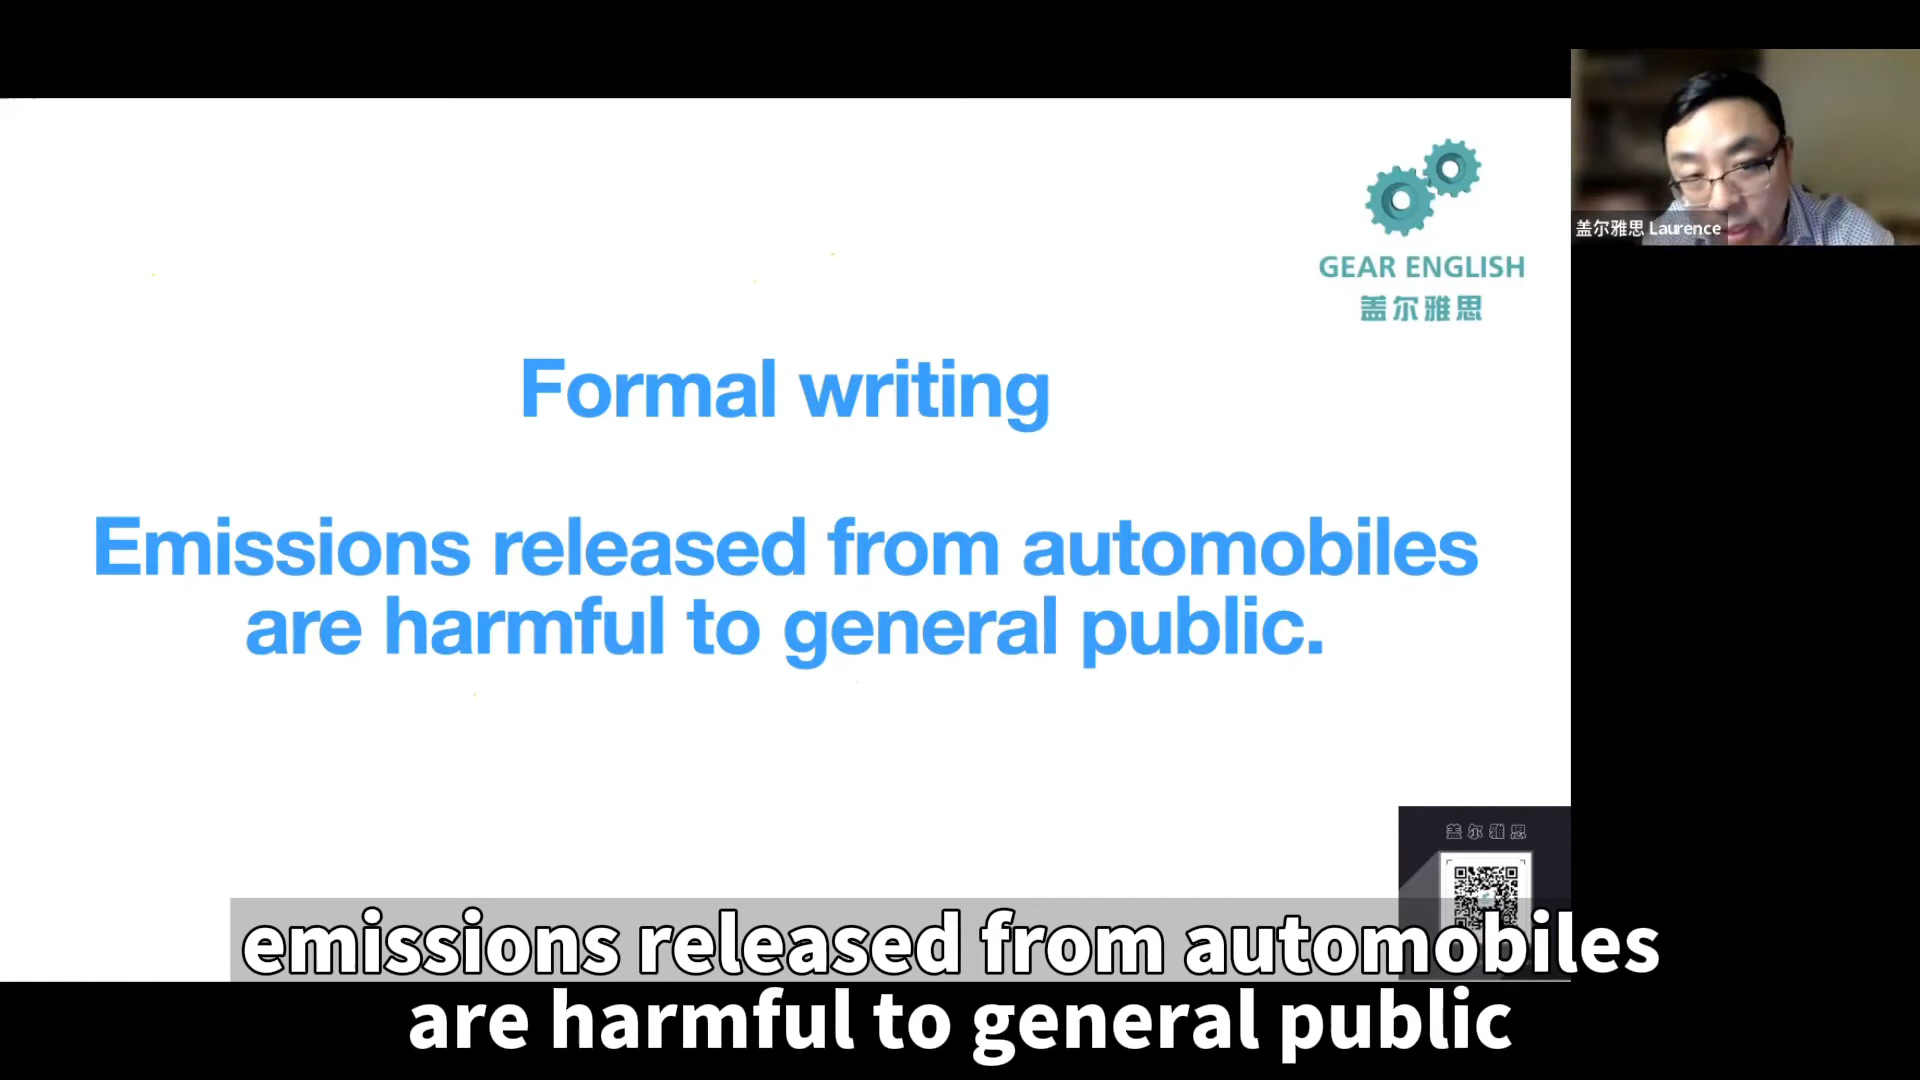 盖尔雅思 Laurence
GEAR ENGLISH
盖尔雅思
Formal writing
Emissions released from automobiles
are harmful to general public.
盖尔雅思
emissions released from automobiles
are harmful to general public